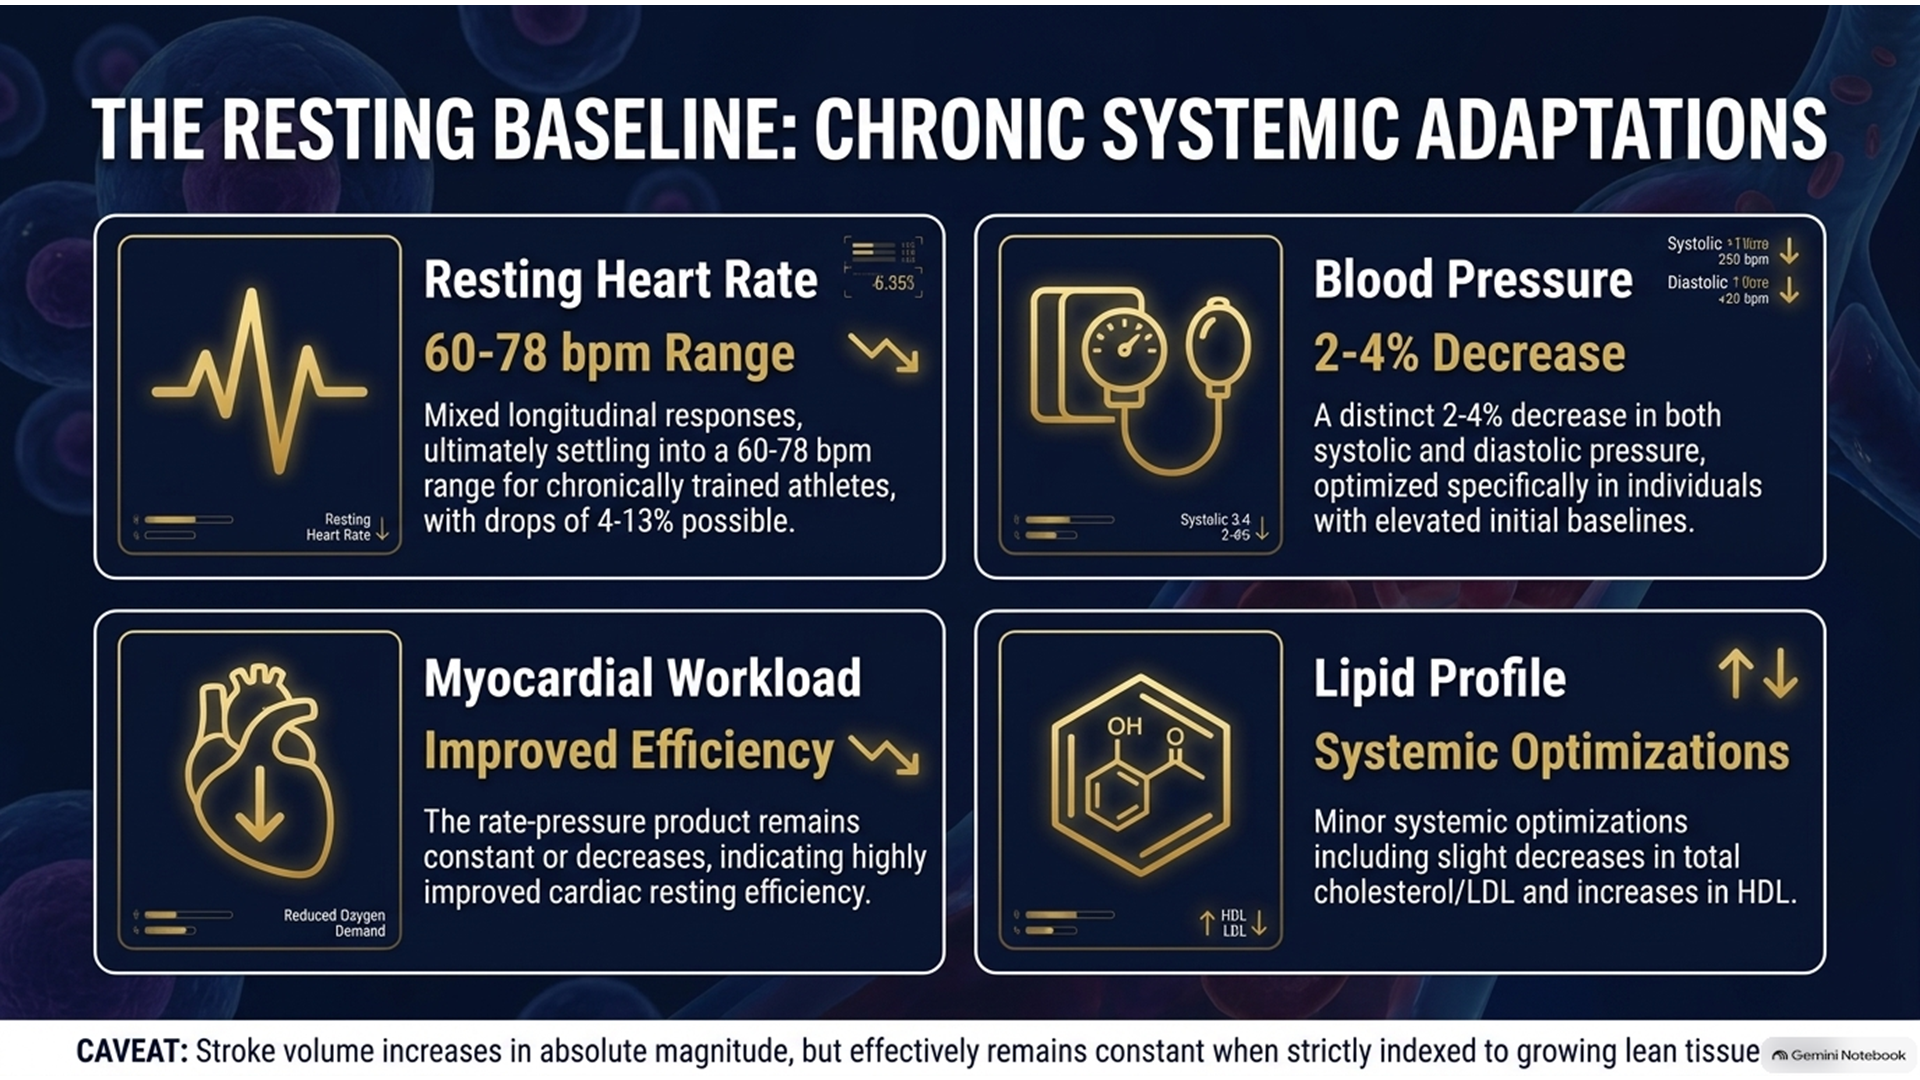 THE RESTING BASELINE: CHRONIC SYSTEMIC ADAPTATIONS
Resting Heart Rate
60-78 bpm Range
Mixed longitudinal responses,
ultimately settling into a 60-78 bpm
range for chronically trained athletes,
with drops of 4-13% possible.
Resting
Heart Rate ↓
Blood Pressure
2-4% Decrease
A distinct 2-4% decrease in both
systolic and diastolic pressure,
optimized specifically in individuals
with elevated initial baselines.
Systolic
250 bpm
Diastolic
20 bpm
Systolic 3.4
Myocardial Workload
Improved Efficiency
The rate-pressure product remains
constant or decreases, indicating highly
improved cardiac resting efficiency.
Reduced Ozygen
Demand
Lipid Profile
Systemic Optimizations
Minor systemic optimizations
including slight decreases in total
cholesterol/LDL and increases in HDL.
OH
O
↑ HDL
LDL ↓
CAVEAT: Stroke volume increases in absolute magnitude, but effectively remains constant when strictly indexed to growing lean tissue
Gemini Notebook